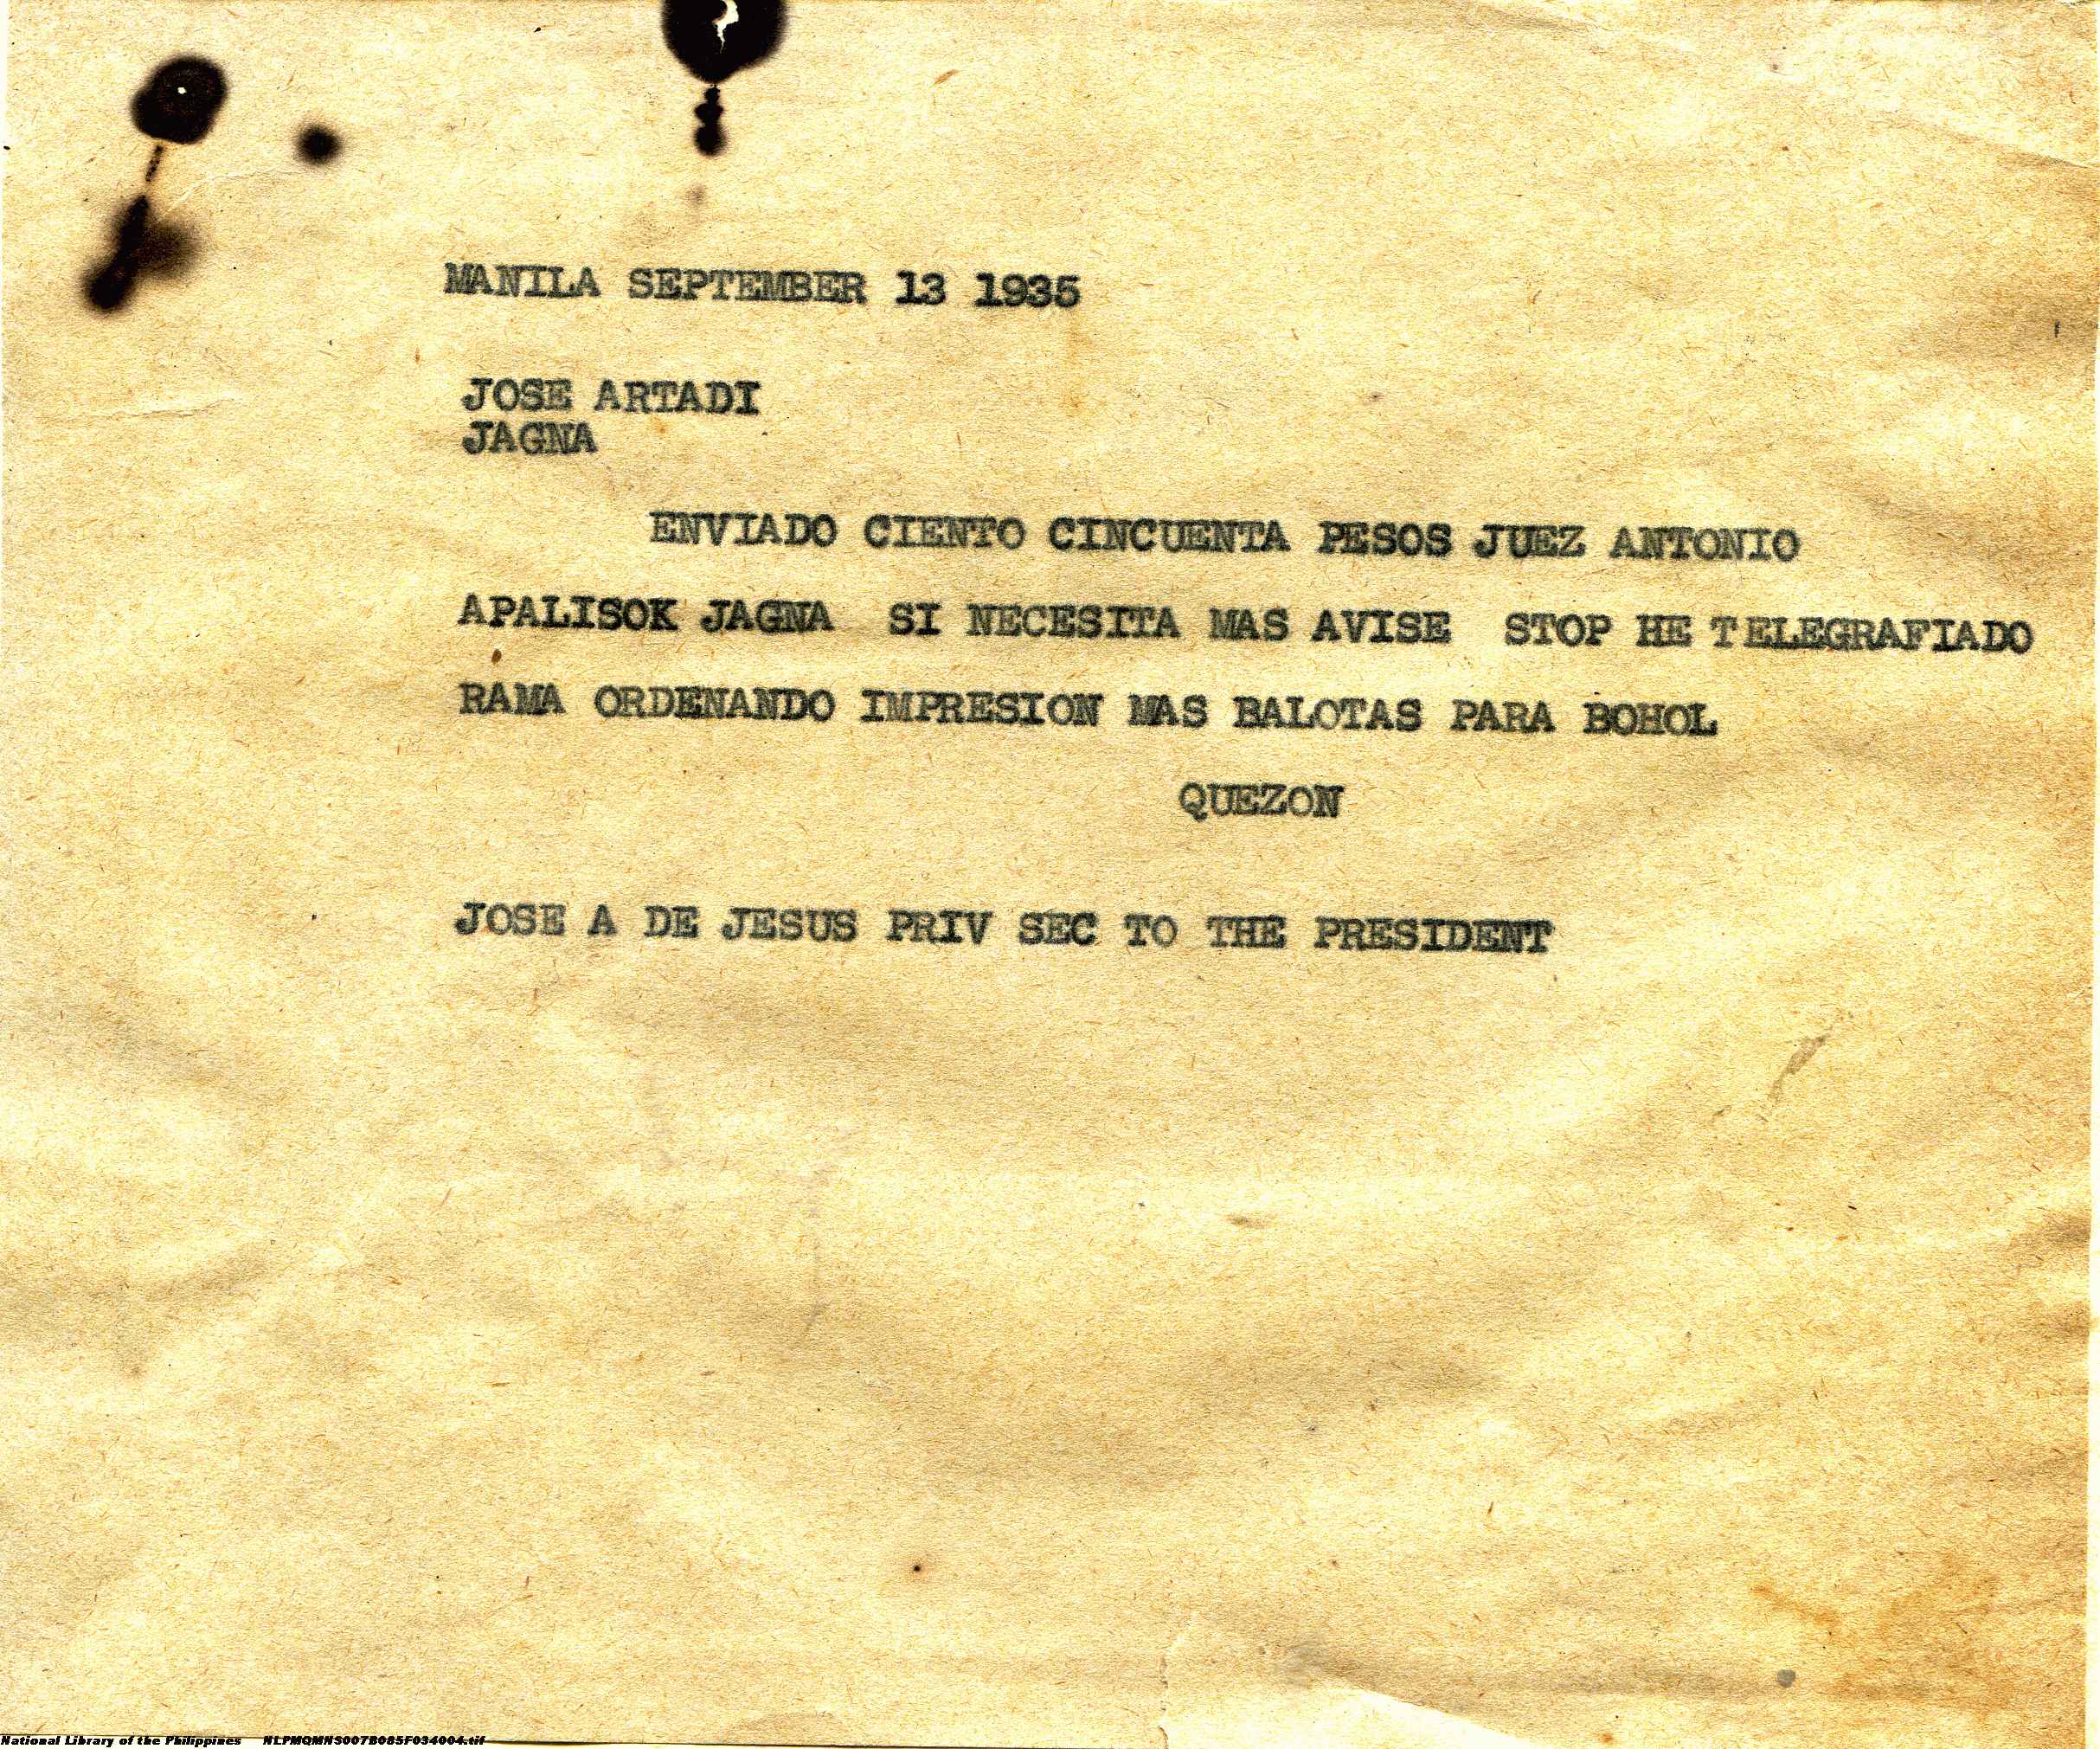 MANILA SEPTEMBER 13 1935
JOSE ARTADI
JAGNA
ENVIADO CIENTO CINCUENTA PESOS JUEZ ANTONIO
APALISOK JAGNA SI NECESITA MAS AVISE STOP HE TELEGRAFIADO
RAMA ORDENANDO IMPRESION MAS BALOTAS PARA BOHOL
QUEZON
JOSE A DE JESUS PRIV SEC TO THE PRESIDENT
National Library of the Philippines NLPMQMNS007B085F034004.tif